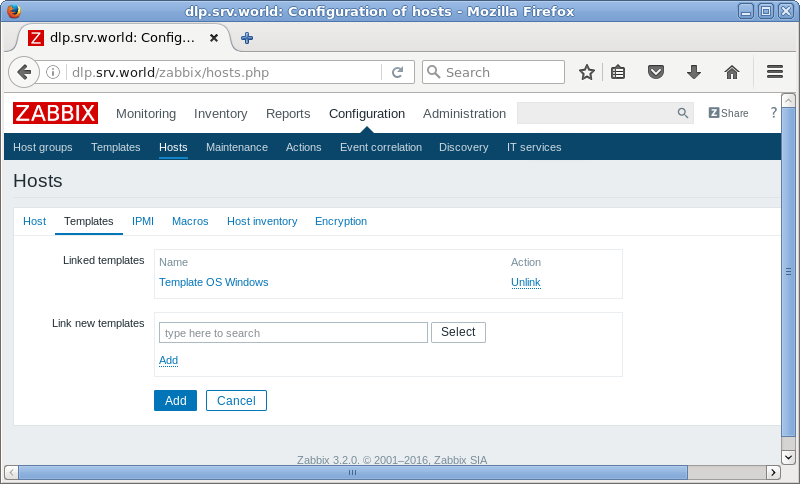 dlp.srv.world: Configuration of hosts - Mozilla Firefox
Z dlp.srv.world: Config...
dlp.srv.world/zabbix/hosts.php
Search
ZABBIX Monitoring Inventory Reports Configuration Administration Z Share ?
Host groups Templates Hosts Maintenance Actions Event correlation Discovery IT services
Hosts
Host Templates IPMI Macros Host inventory Encryption
Linked templates Name Action
Template OS Windows Unlink
Link new templates type here to search Select
Add
Add Cancel
Zabbix 3.2.0. © 2001–2016, Zabbix SIA